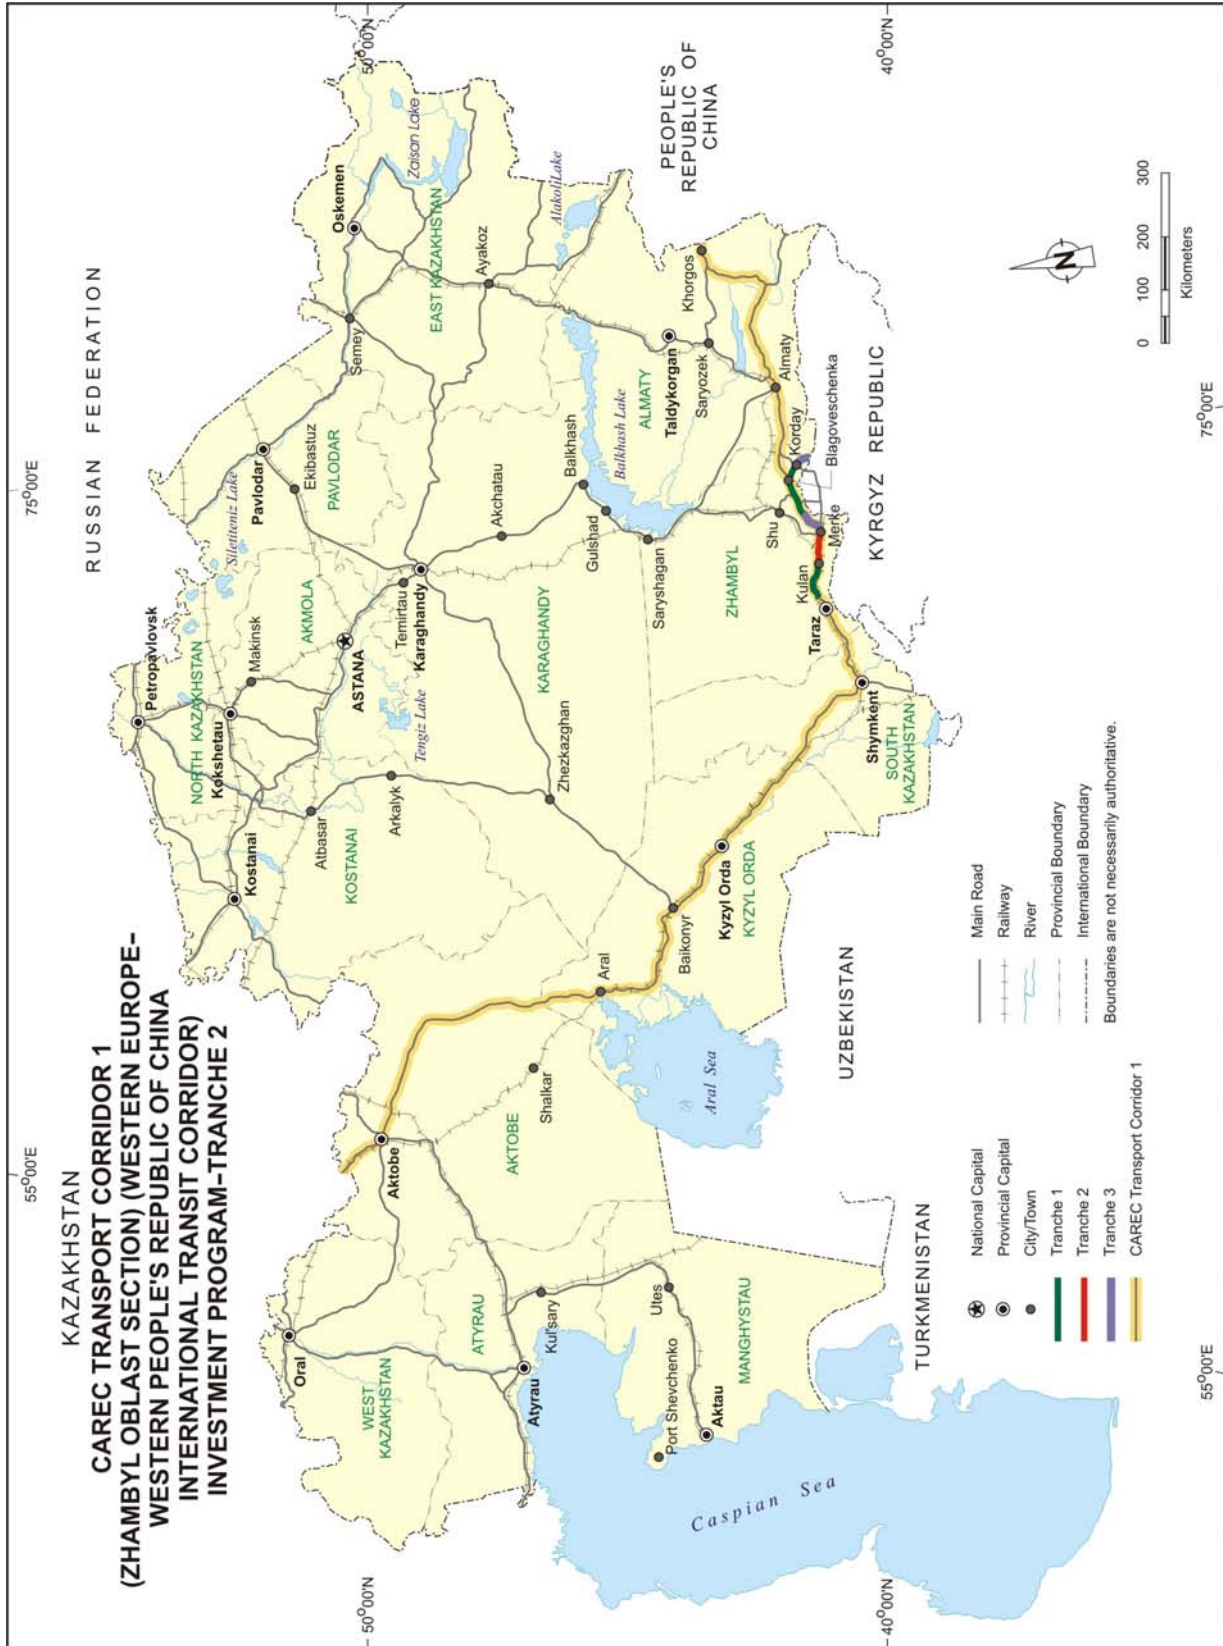 KAZAKHSTAN
CAREC TRANSPORT CORRIDOR 1
(ZHAMBYL OBLAST SECTION) (WESTERN EUROPE–
WESTERN PEOPLE'S REPUBLIC OF CHINA
INTERNATIONAL TRANSIT CORRIDOR)
INVESTMENT PROGRAM–TRANCHE 2
55°00'E
75°00'E
50°00'N
50°00'N
40°00'N
40°00'N
55°00'E
75°00'E
RUSSIAN FEDERATION
PEOPLE'S
REPUBLIC OF
CHINA
KYRGYZ REPUBLIC
UZBEKISTAN
TURKMENISTAN
Caspian Sea
Aral Sea
Petropavlovsk
NORTH KAZAKHSTAN
Kokshetau
Makinsk
Kostanai
Siletiteniz Lake
AKMOLA
Pavlodar
Ekibastuz
PAVLODAR
Semey
Oskemen
Zaisan Lake
EAST KAZAKHSTAN
Ayakoz
AlakoliLake
Atbasar
Arkalyk
KOSTANAI
ASTANA
Tengiz Lake
Temirtau
Karaghandy
KARAGHANDY
Akchatau
Zhezkazghan
Balkhash
Gulshad
Balkhash Lake
Saryshagan
ALMATY
Taldykorgan
Saryozek
Khorgos
Almaty
Korday
Blagoveschenka
Shu
Merke
Kulan
Taraz
ZHAMBYL
Shymkent
SOUTH
KAZAKHSTAN
Kyzyl Orda
KYZYL ORDA
Baikonyr
Aral
Shalkar
AKTOBE
Aktobe
Oral
WEST
KAZAKHSTAN
ATYRAU
Atyrau
Kul'sary
Utes
MANGHYSTAU
Port Shevchenko
Aktau
National Capital
Provincial Capital
City/Town
Tranche 1
Tranche 2
Tranche 3
CAREC Transport Corridor 1
Main Road
Railway
River
Provincial Boundary
International Boundary
Boundaries are not necessarily authoritative.
N
0 100 200 300
Kilometers